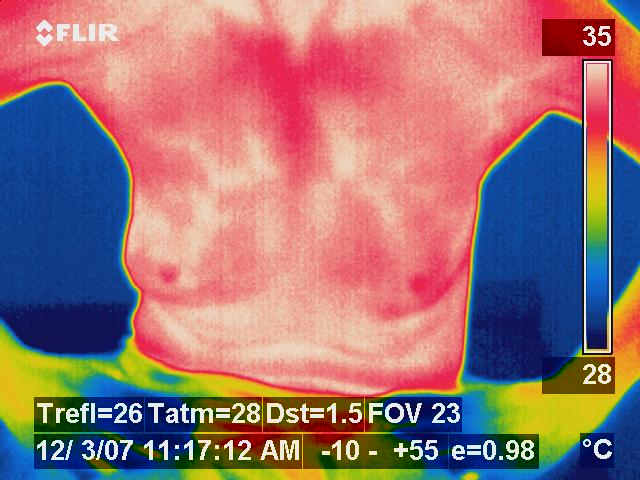 FLIR
35
28
Trefl=26 Tatm=28 Dst=1.5 FOV 23
12/ 3/07 11:17:12 AM -10 - +55 e=0.98 °C